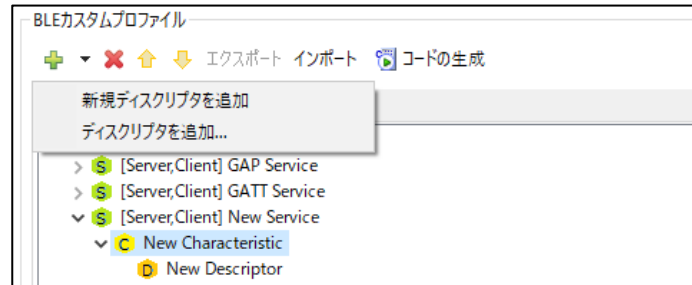 BLEカスタムプロファイル
エクスポート インポート コードの生成
新規ディスクリプタを追加
ディスクリプタを追加...
S [Server,Client] GAP Service
S [Server,Client] GATT Service
S [Server,Client] New Service
C New Characteristic
D New Descriptor